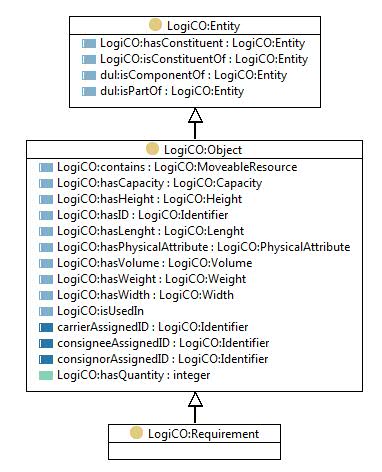 LogiCO:Entity
LogiCO:hasConstituent : LogiCO:Entity
LogiCO:isConstituentOf : LogiCO:Entity
dul:isComponentOf : LogiCO:Entity
dul:isPartOf : LogiCO:Entity
LogiCO:Object
LogiCO:contains : LogiCO:MoveableResource
LogiCO:hasCapacity : LogiCO:Capacity
LogiCO:hasHeight : LogiCO:Height
LogiCO:hasID : LogiCO:Identifier
LogiCO:hasLenght : LogiCO:Lenght
LogiCO:hasPhysicalAttribute : LogiCO:PhysicalAttribute
LogiCO:hasVolume : LogiCO:Volume
LogiCO:hasWeight : LogiCO:Weight
LogiCO:hasWidth : LogiCO:Width
LogiCO:isUsedIn
carrierAssignedID : LogiCO:Identifier
consigneeAssignedID : LogiCO:Identifier
consignorAssignedID : LogiCO:Identifier
LogiCO:hasQuantity : integer
LogiCO:Requirement